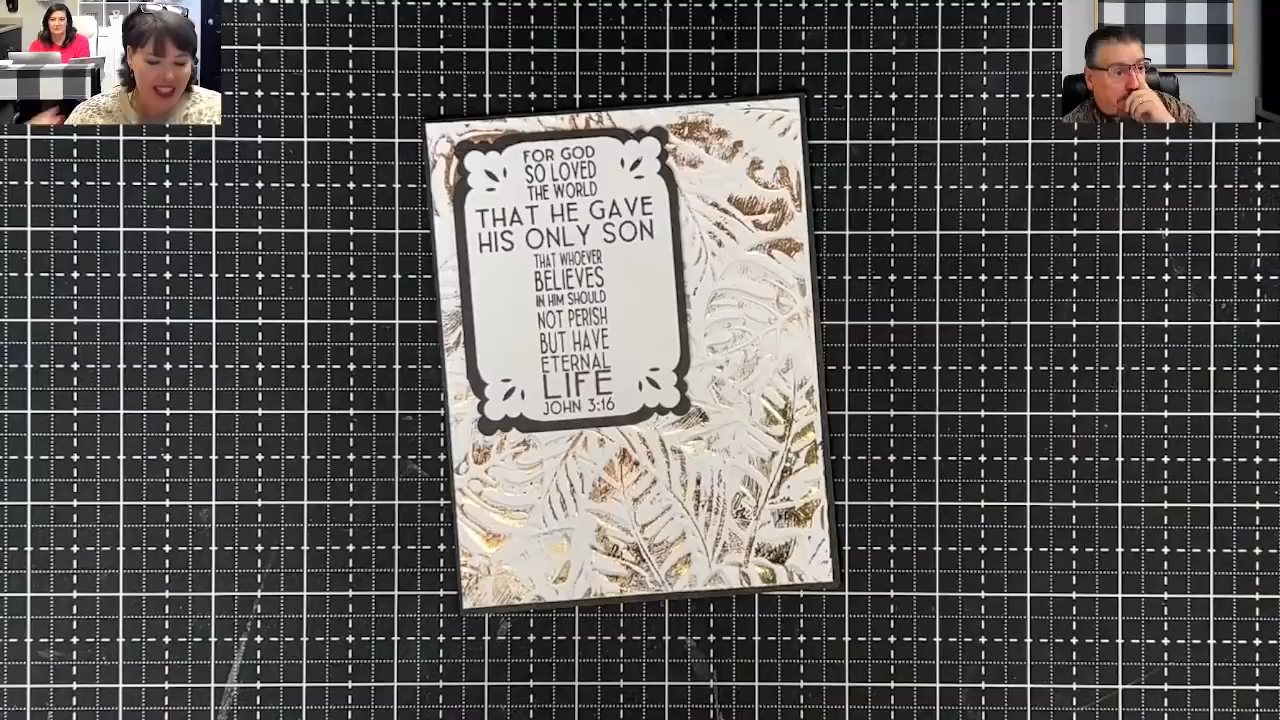 FOR GOD
SO LOVED
THE WORLD
THAT HE GAVE
HIS ONLY SON
THAT WHOEVER
BELIEVES
IN HIM SHOULD
NOT PERISH
BUT HAVE
ETERNAL
LIFE
JOHN 3:16